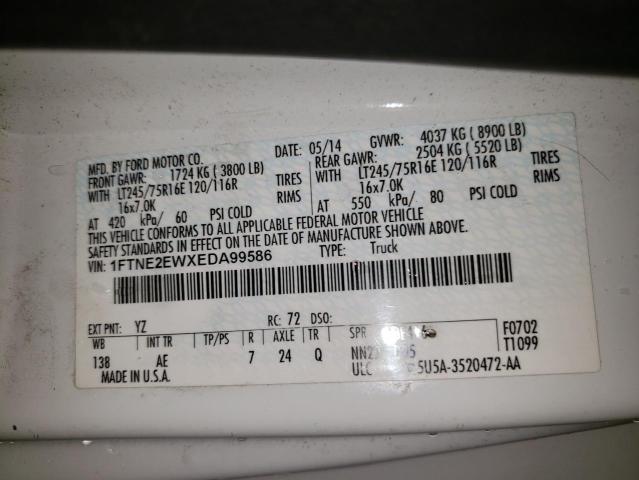 MFD. BY FORD MOTOR CO.
DATE: 05/14 GVWR: 4037 KG ( 8900 LB)
FRONT GAWR: 1724 KG ( 3800 LB) REAR GAWR: 2504 KG ( 5520 LB)
WITH LT245/75R16E 120/116R TIRES WITH LT245/75R16E 120/116R TIRES
16x7.0K RIMS 16x7.0K RIMS
AT 420 kPa/ 60 PSI COLD AT 550 kPa/ 80 PSI COLD
THIS VEHICLE CONFORMS TO ALL APPLICABLE FEDERAL MOTOR VEHICLE
SAFETY STANDARDS IN EFFECT ON THE DATE OF MANUFACTURE SHOWN ABOVE.
VIN: 1FTNE2EWXEDA99586 TYPE: Truck
EXT PNT: YZ RC: 72 DSO:
WB INT TR TP/PS R AXLE TR SPR F0702
138 AE 7 24 Q T1099
MADE IN U.S.A. ULC 5U5A-3520472-AA